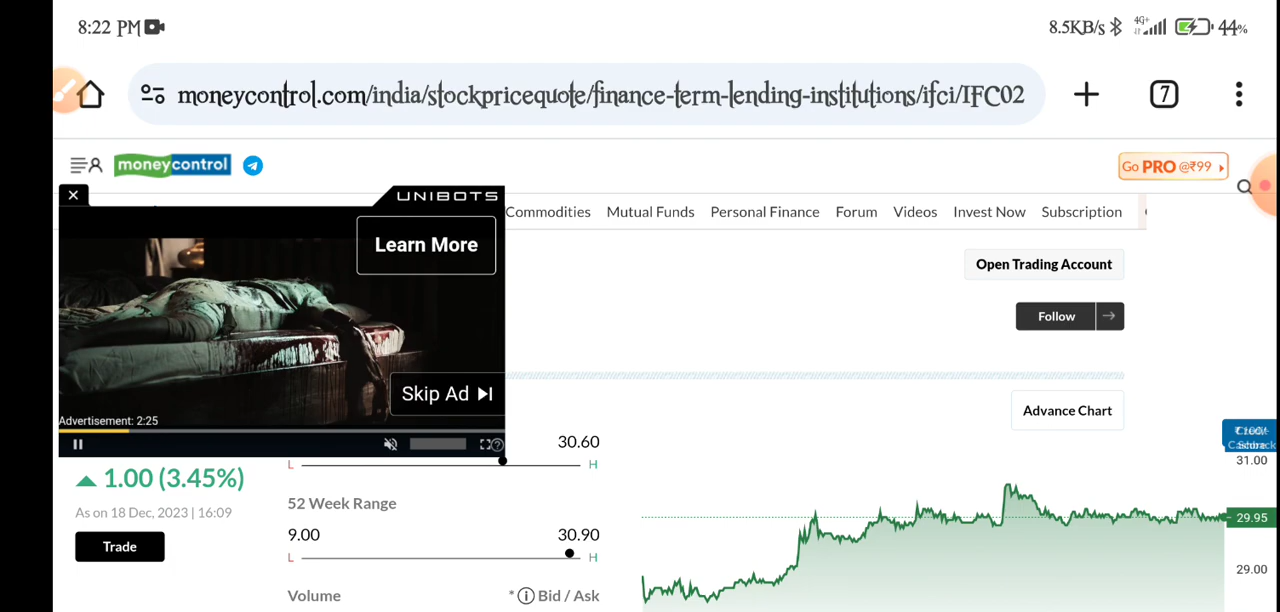 8:22 PM
8.5KB/s 4G+ 44%
moneycontrol.com/india/stockpricequote/finance-term-lending-institutions/ifci/IFC02
7
moneycontrol
Go PRO @₹99
UNIBOTS
Commodities Mutual Funds Personal Finance Forum Videos Invest Now Subscription
Learn More
Open Trading Account
Follow
Skip Ad
Advertisement: 2:25
Advance Chart
30.60
L H
1.00 (3.45%)
As on 18 Dec, 2023 | 16:09
Trade
52 Week Range
9.00 30.90
L H
Volume * Bid / Ask
31.00
29.95
29.00